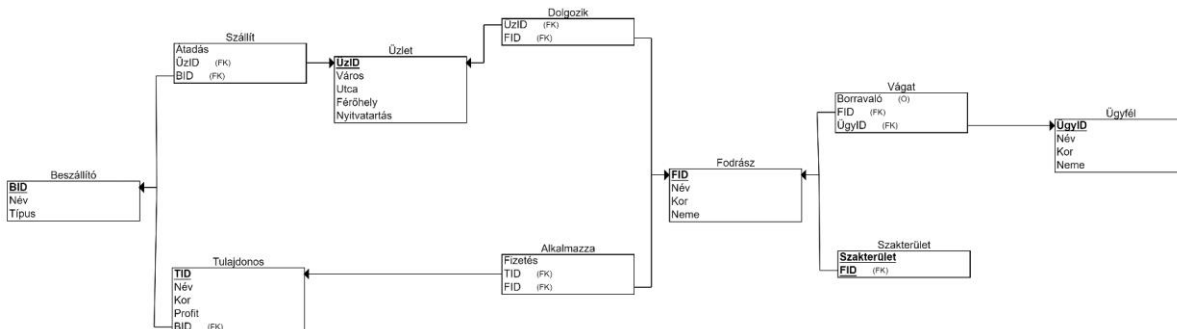 Beszállító
BID
Név
Típus
Szállít
Átadás
ÜzID (FK)
BID (FK)
Tulajdonos
TID
Név
Kor
Profit
BID (FK)
Üzlet
ÜzID
Város
Utca
Férőhely
Nyitvatartás
Dolgozik
ÜzID (FK)
FID (FK)
Alkalmazza
Fizetés
TID (FK)
FID (FK)
Fodrász
FID
Név
Kor
Neme
Vágat
Borravaló (O)
FID (FK)
ÜgyID (FK)
Szakterület
Szakterület
FID (FK)
Ügyfél
ÜgyID
Név
Kor
Neme